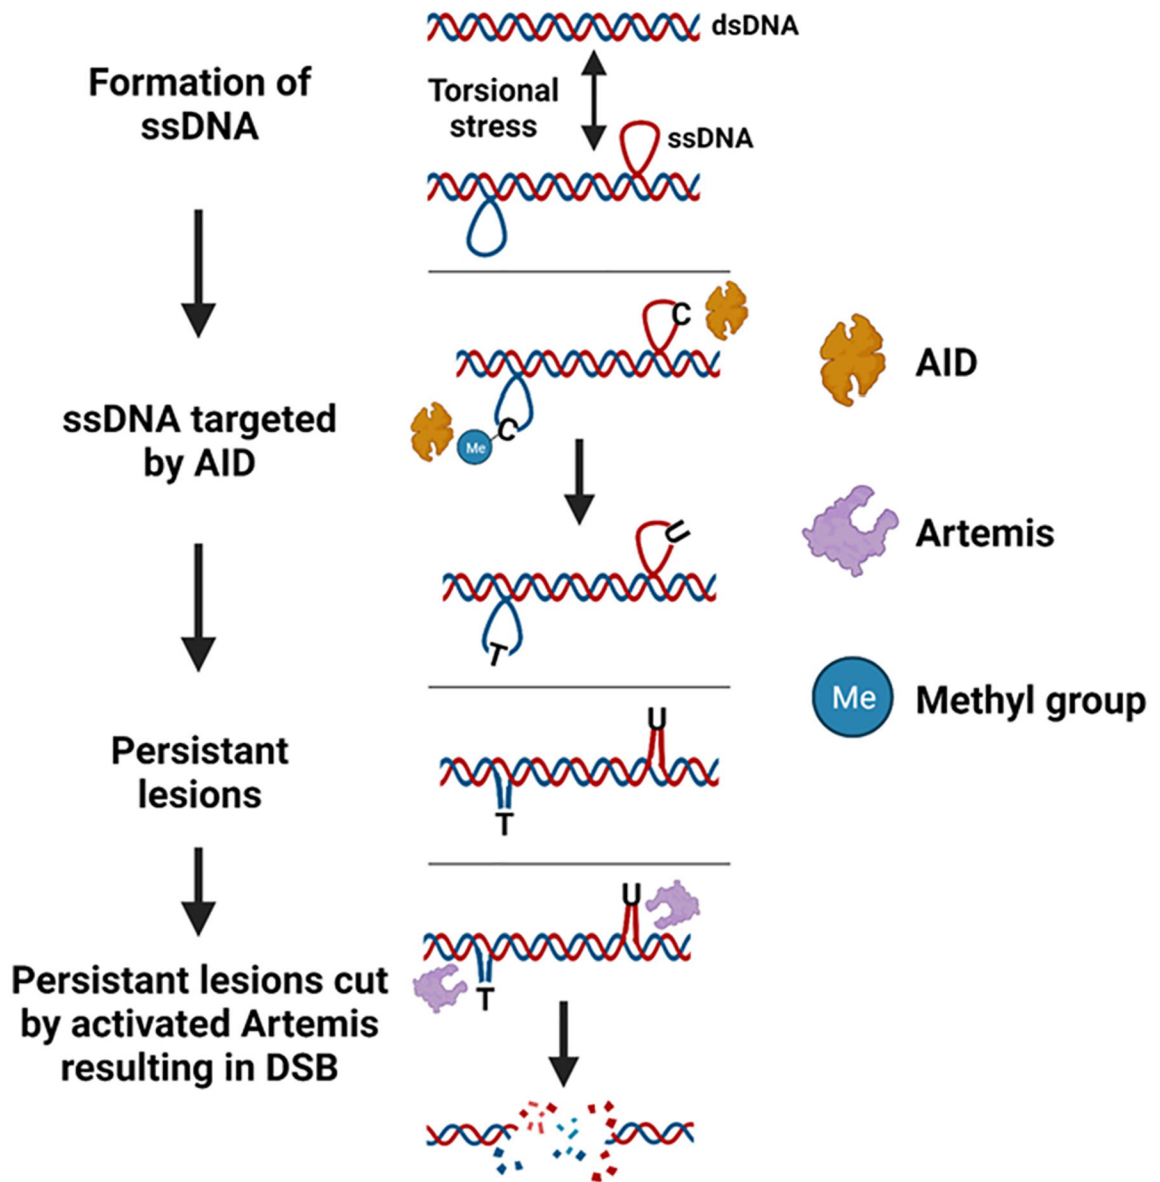 dsDNA
Formation of
ssDNA
Torsional
stress
ssDNA
C
AID
ssDNA targeted
by AID
Me
C
U
Artemis
T
Me
Methyl group
U
Persistant
lesions
T
U
Persistant lesions cut
by activated Artemis
resulting in DSB
T